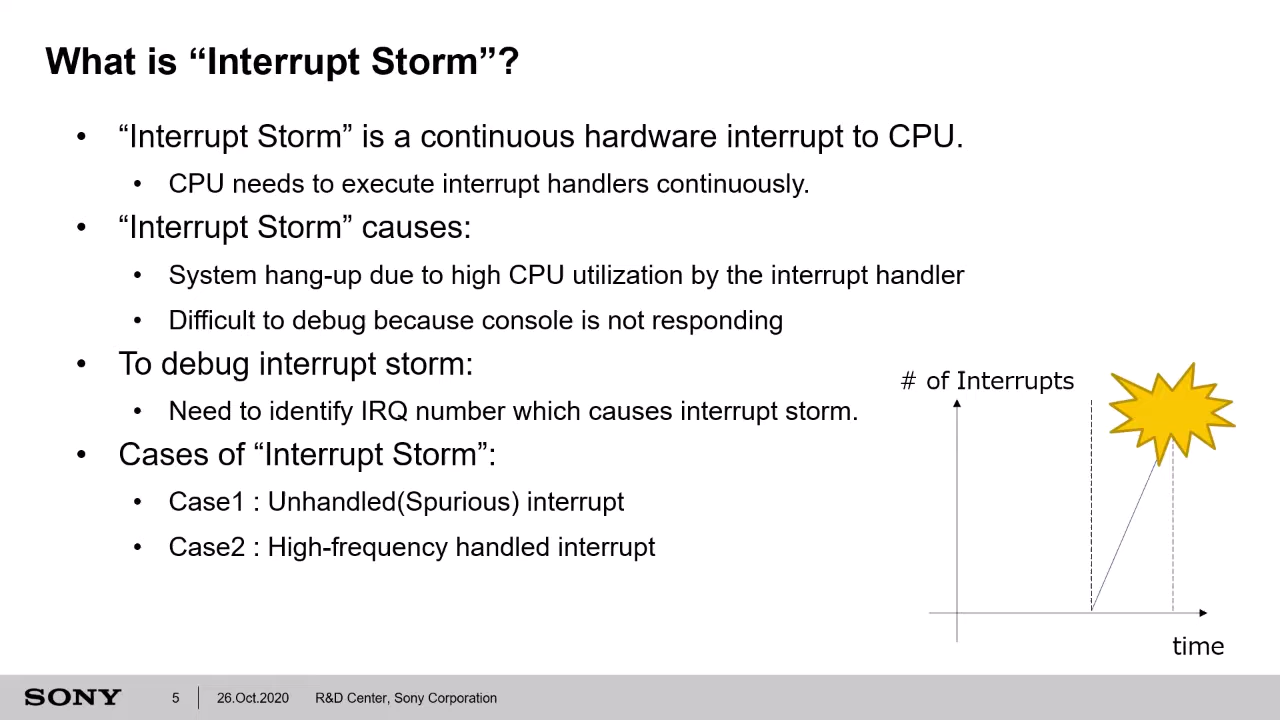 What is “Interrupt Storm”?
• “Interrupt Storm” is a continuous hardware interrupt to CPU.
• CPU needs to execute interrupt handlers continuously.
• “Interrupt Storm” causes:
• System hang-up due to high CPU utilization by the interrupt handler
• Difficult to debug because console is not responding
• To debug interrupt storm:
• Need to identify IRQ number which causes interrupt storm.
• Cases of “Interrupt Storm”:
• Case1 : Unhandled(Spurious) interrupt
• Case2 : High-frequency handled interrupt
# of Interrupts
time
SONY 5 26.Oct.2020 R&D Center, Sony Corporation